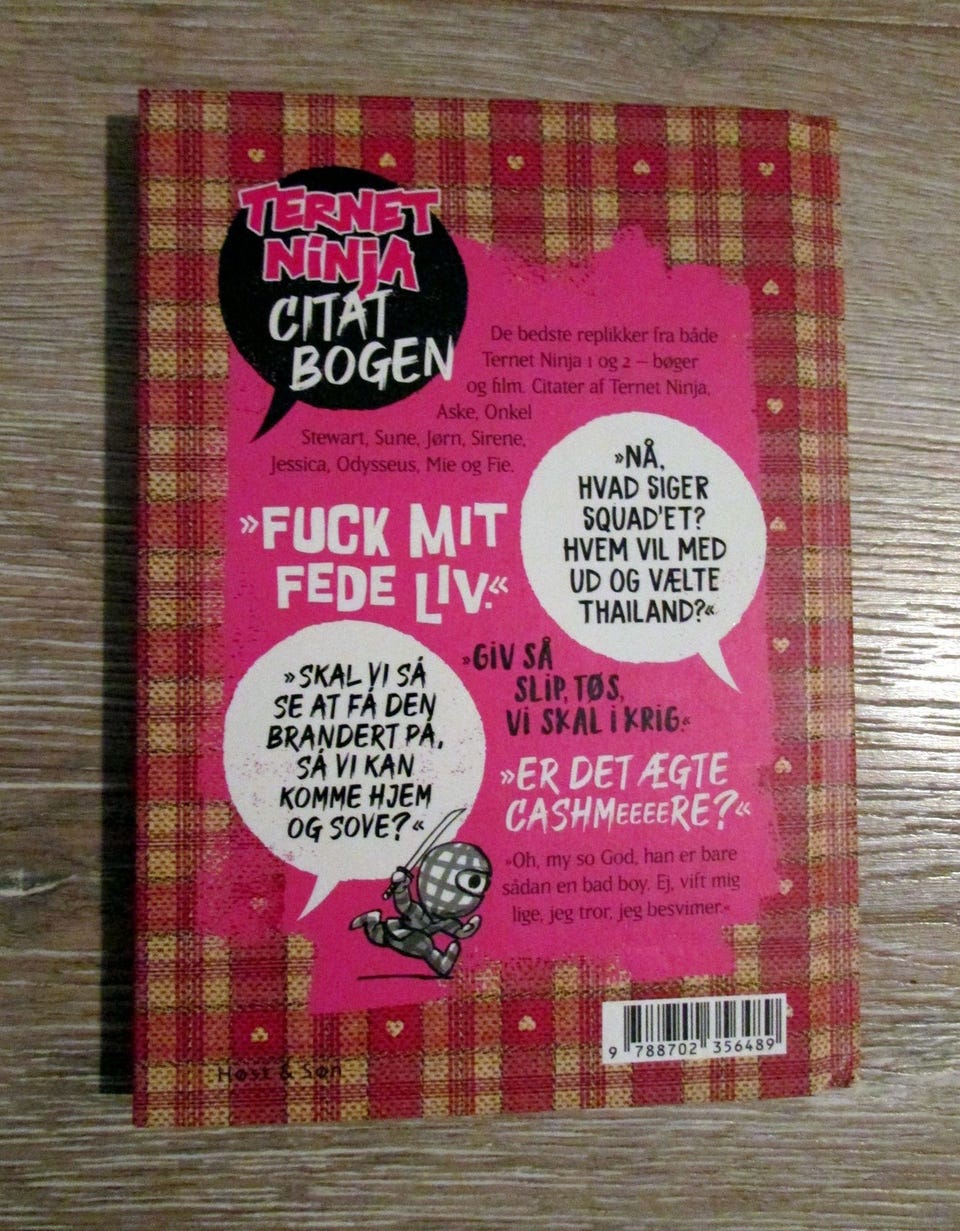 TERNET
NINJA
CITAT
BOGEN
De bedste replikker fra både
Ternet Ninja 1 og 2 – bøger
og film. Citater af Ternet Ninja,
Aske, Onkel
Stewart, Sune, Jørn, Sirene,
Jessica, Odysseus, Mie og Fie.
»NÅ,
HVAD SIGER
SQUAD'ET?
HVEM VIL MED
UD OG VÆLTE
THAILAND?«
»FUCK MIT
FEDE LIV.«
»SKAL VI SÅ
SE AT FÅ DEN
BRANDERT PÅ,
SÅ VI KAN
KOMME HJEM
OG SOVE?«
»GIV SÅ
SLIP, TØS,
VI SKAL I KRIG.«
»ER DET ÆGTE
CASHMEEEERE?«
»Oh, my so God, han er bare
sådan en bad boy. Ej, vift mig
lige, jeg tror, jeg besvimer.«
9 788702 356489
Høst & Søn